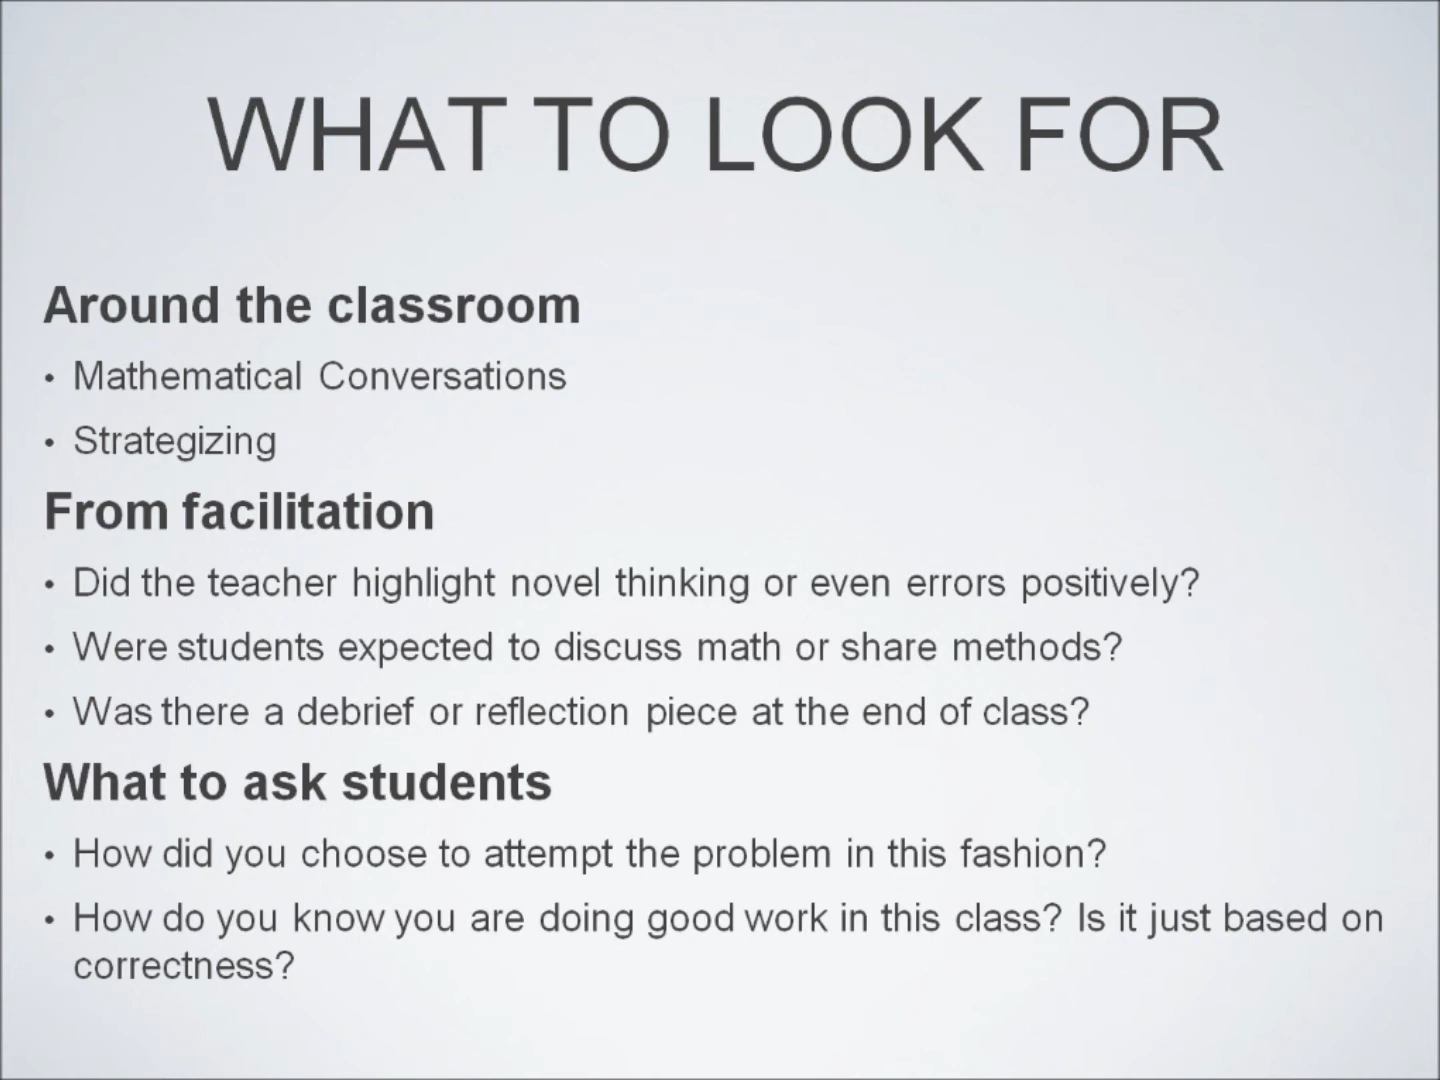 WHAT TO LOOK FOR
Around the classroom
• Mathematical Conversations
• Strategizing
From facilitation
• Did the teacher highlight novel thinking or even errors positively?
• Were students expected to discuss math or share methods?
• Was there a debrief or reflection piece at the end of class?
What to ask students
• How did you choose to attempt the problem in this fashion?
• How do you know you are doing good work in this class? Is it just based on
correctness?